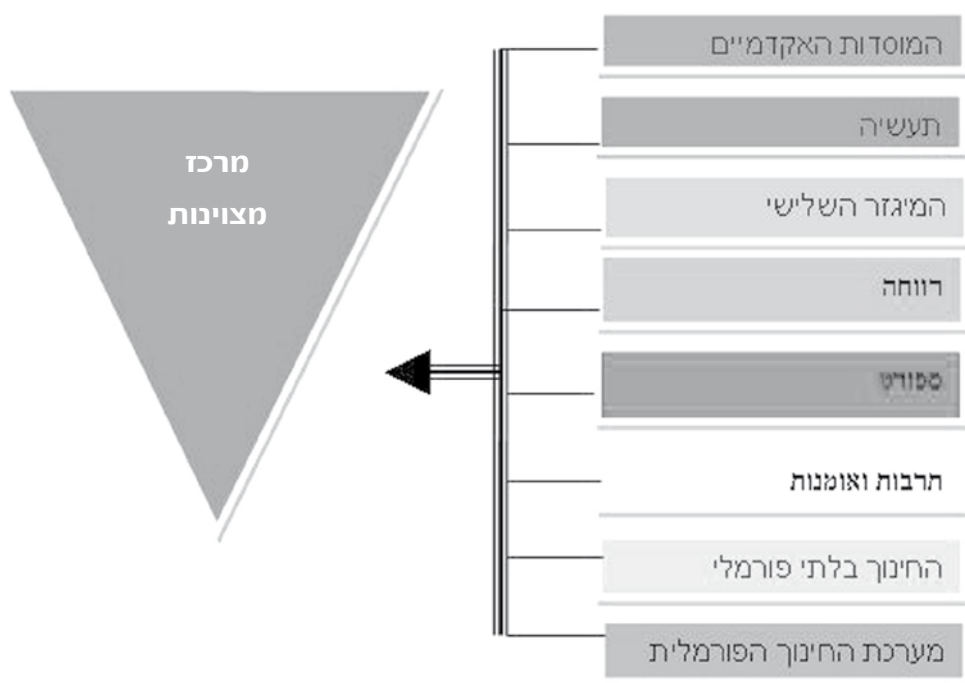 המוסדות האקדמיים
תעשיה
המיגזר השלישי
רווחה
ספורט
תרבות ואומנות
החינוך בלתי פורמלי
מערכת החינוך הפורמלית
מרכז
מצוינות